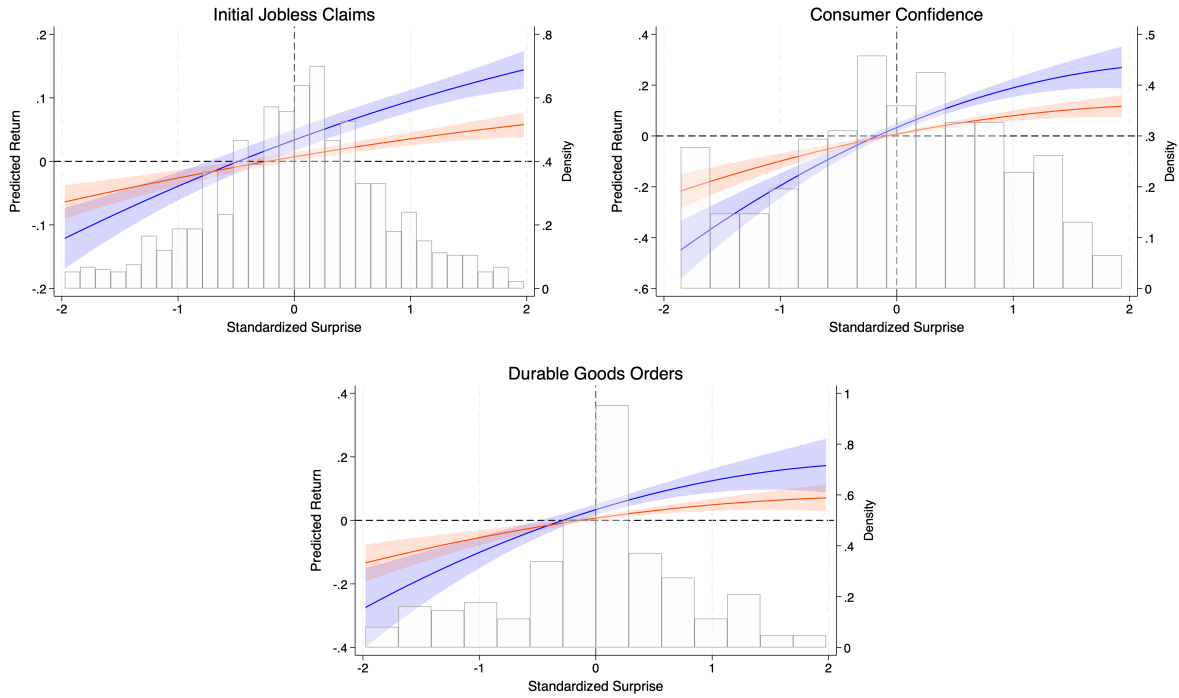 Initial Jobless Claims
.2
.1
0
-.1
-.2
Predicted Return
.8
.6
.4
.2
0
Density
-2 -1 0 1 2
Standardized Surprise
Consumer Confidence
.4
.2
0
-.2
-.4
-.6
Predicted Return
.5
.4
.3
.2
.1
0
Density
-2 -1 0 1 2
Standardized Surprise
Durable Goods Orders
.4
.2
0
-.2
-.4
Predicted Return
1
.8
.6
.4
.2
0
Density
-2 -1 0 1 2
Standardized Surprise